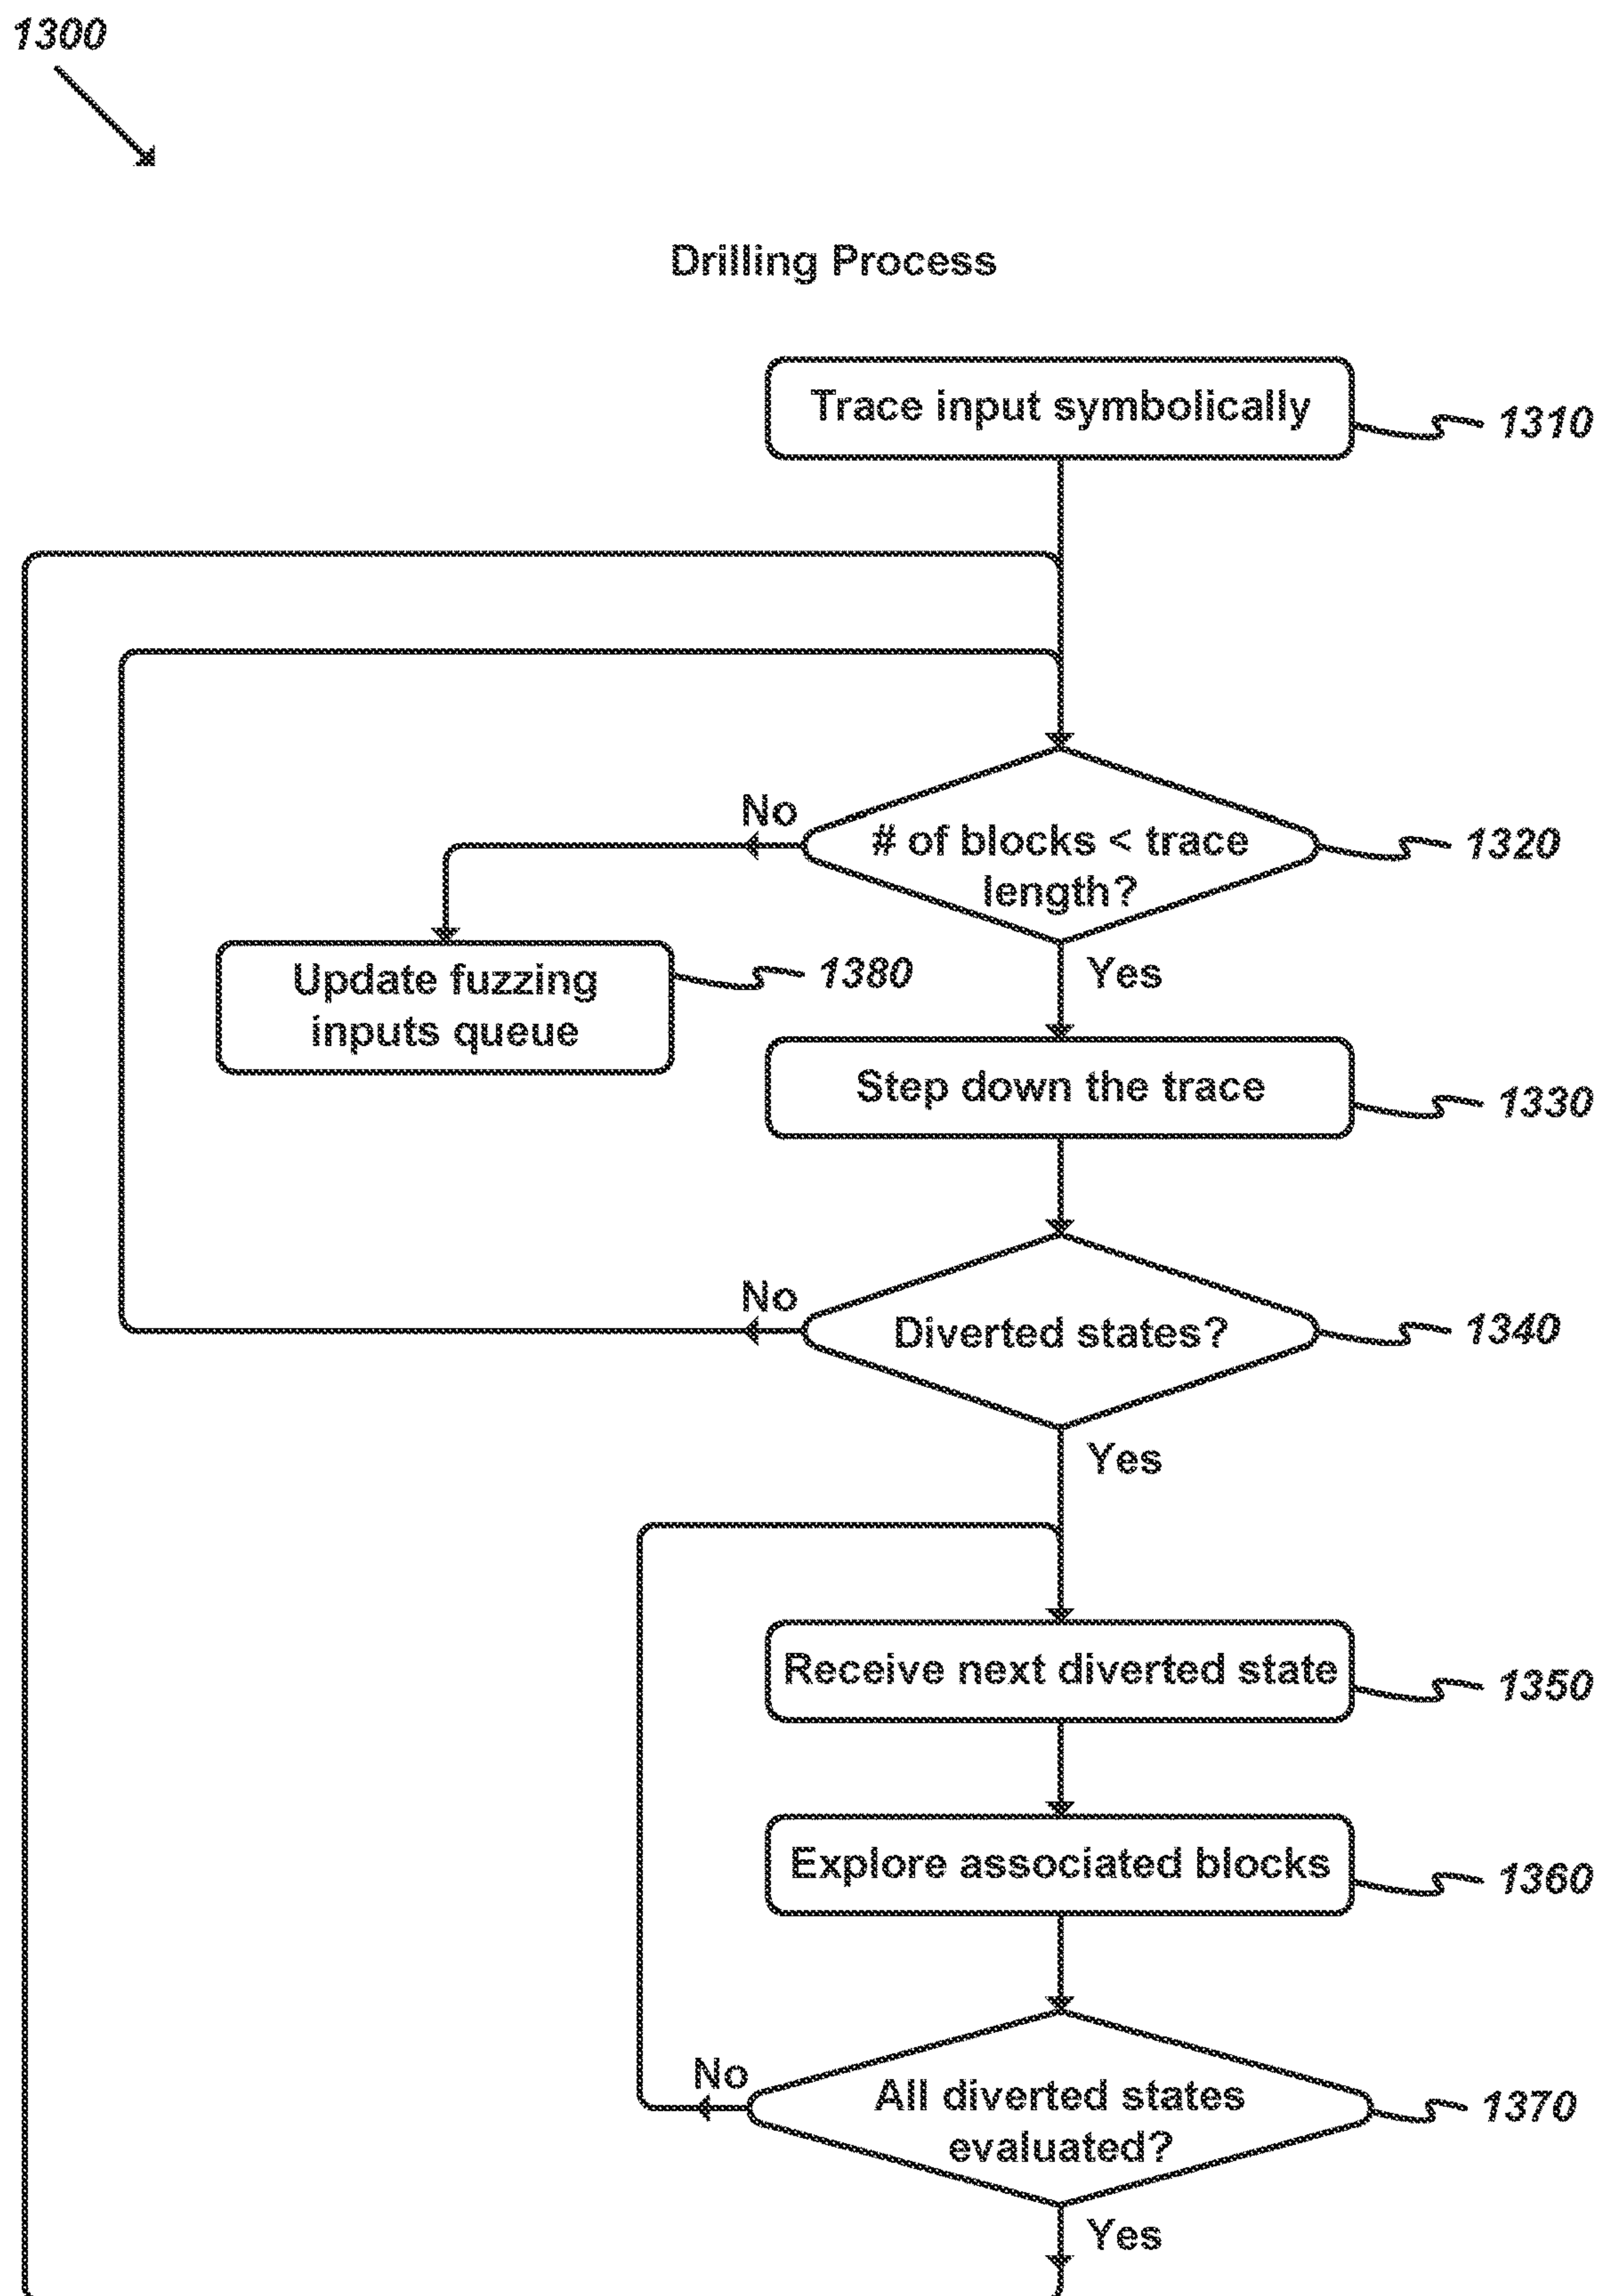 1300
Drilling Process
Trace input symbolically
1310
No
# of blocks < trace
length?
1320
Update fuzzing
inputs queue
1380
Yes
Step down the trace
1330
No
Diverted states?
1340
Yes
Receive next diverted state
1350
Explore associated blocks
1360
No
All diverted states
evaluated?
1370
Yes